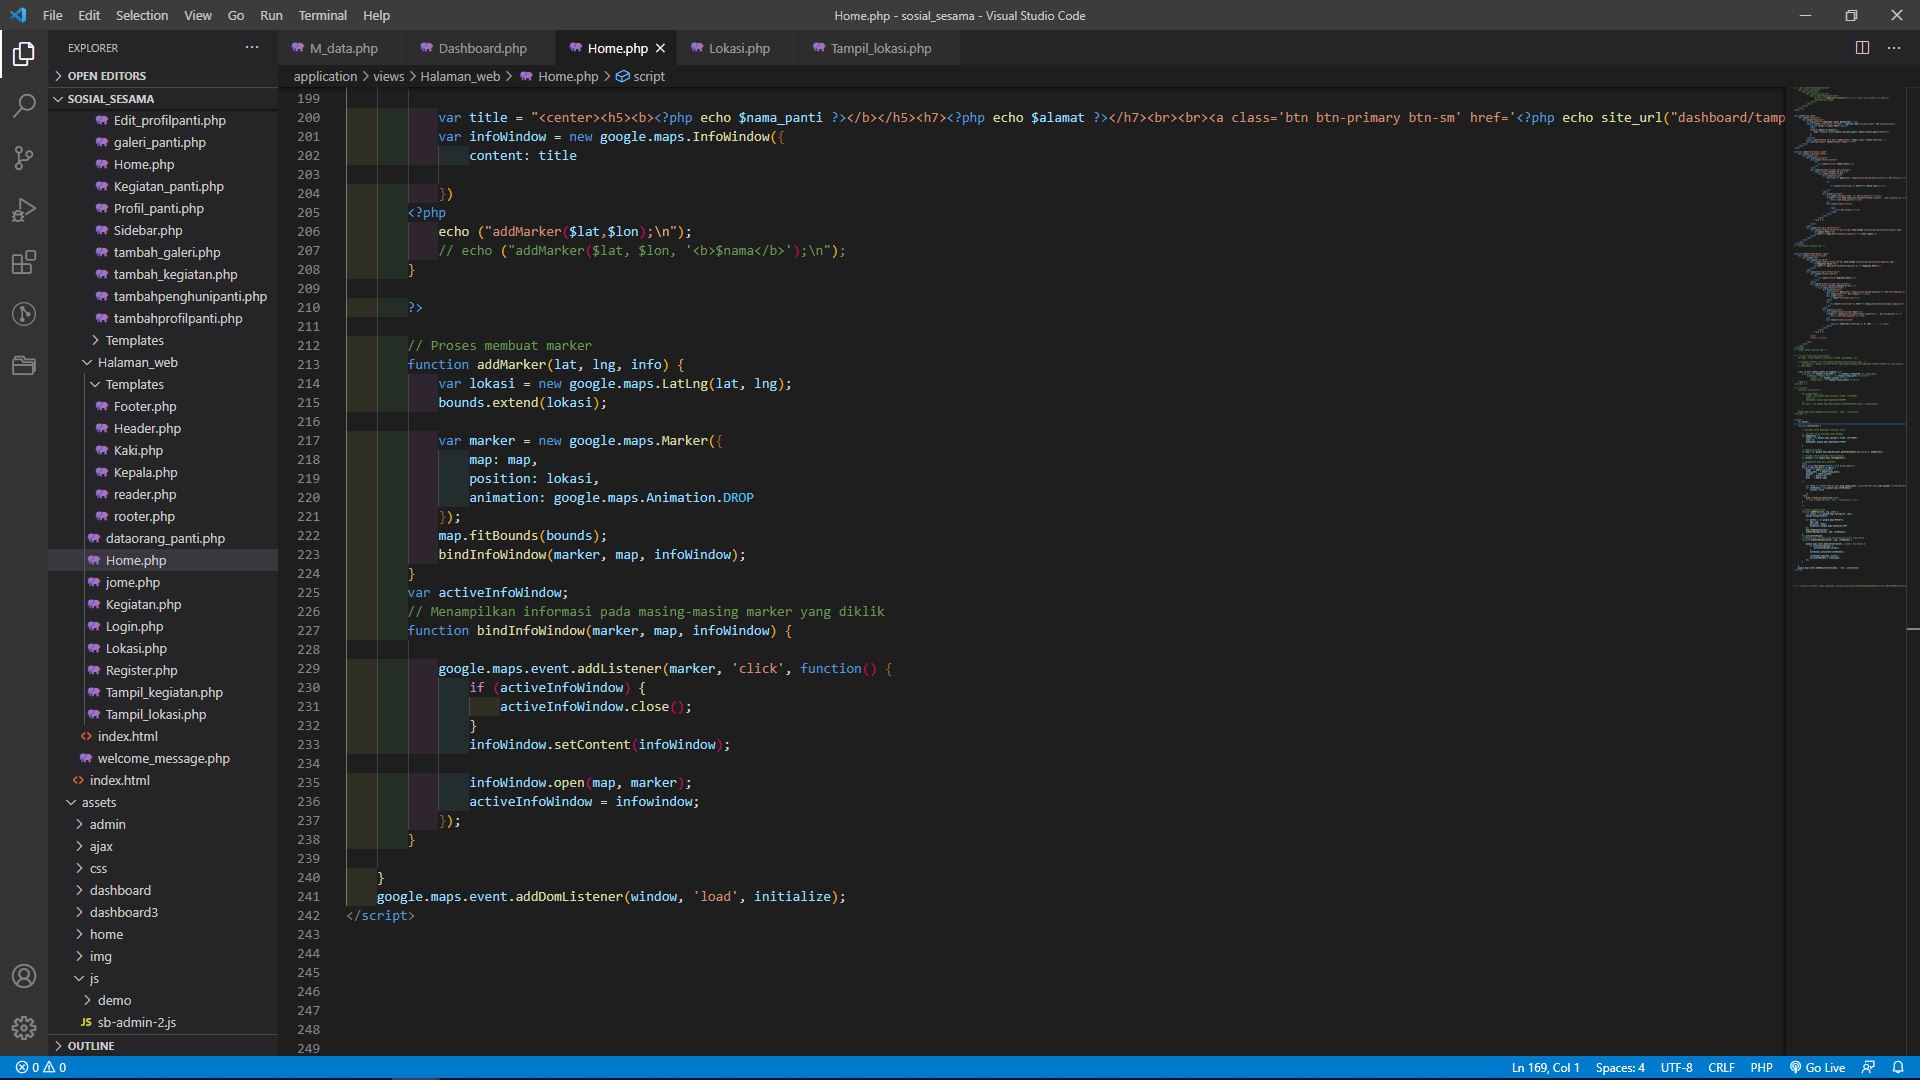 File Edit Selection View Go Run Terminal Help
Home.php - sosial_sesama - Visual Studio Code
EXPLORER
OPEN EDITORS
SOSIAL_SESAMA
Edit_profilpanti.php
galeri_panti.php
Home.php
Kegiatan_panti.php
Profil_panti.php
Sidebar.php
tambah_galeri.php
tambah_kegiatan.php
tambahpenghunipanti.php
tambahprofilpanti.php
Templates
Halaman_web
Templates
Footer.php
Header.php
Kaki.php
Kepala.php
reader.php
rooter.php
dataorang_panti.php
Home.php
jome.php
Kegiatan.php
Login.php
Lokasi.php
Register.php
Tampil_kegiatan.php
Tampil_lokasi.php
index.html
welcome_message.php
index.html
assets
admin
ajax
css
dashboard
dashboard3
home
img
js
demo
JS sb-admin-2.js
OUTLINE
M_data.php Dashboard.php Home.php Lokasi.php Tampil_lokasi.php
application > views > Halaman_web > Home.php > script
199
200 var title = "<center><h5><b><?php echo $nama_panti ?></b></h5><h7><?php echo $alamat ?></h7><br><br><a class='btn btn-primary btn-sm' href='<?php echo site_url("dashboard/tamp
201 var infoWindow = new google.maps.InfoWindow({
202 content: title
203
204 })
205 <?php
206 echo ("addMarker($lat,$lon);\n");
207 // echo ("addMarker($lat, $lon, '<b>$nama</b>');\n");
208 }
209
210 ?>
211
212 // Proses membuat marker
213 function addMarker(lat, lng, info) {
214 var lokasi = new google.maps.LatLng(lat, lng);
215 bounds.extend(lokasi);
216
217 var marker = new google.maps.Marker({
218 map: map,
219 position: lokasi,
220 animation: google.maps.Animation.DROP
221 });
222 map.fitBounds(bounds);
223 bindInfoWindow(marker, map, infoWindow);
224 }
225 var activeInfoWindow;
226 // Menampilkan informasi pada masing-masing marker yang diklik
227 function bindInfoWindow(marker, map, infoWindow) {
228
229 google.maps.event.addListener(marker, 'click', function() {
230 if (activeInfoWindow) {
231 activeInfoWindow.close();
232 }
233 infoWindow.setContent(infoWindow);
234
235 infoWindow.open(map, marker);
236 activeInfoWindow = infowindow;
237 });
238 }
239
240 }
241 google.maps.event.addDomListener(window, 'load', initialize);
242 </script>
243
244
245
246
247
248
249
0 0
Ln 169, Col 1 Spaces: 4 UTF-8 CRLF PHP Go Live